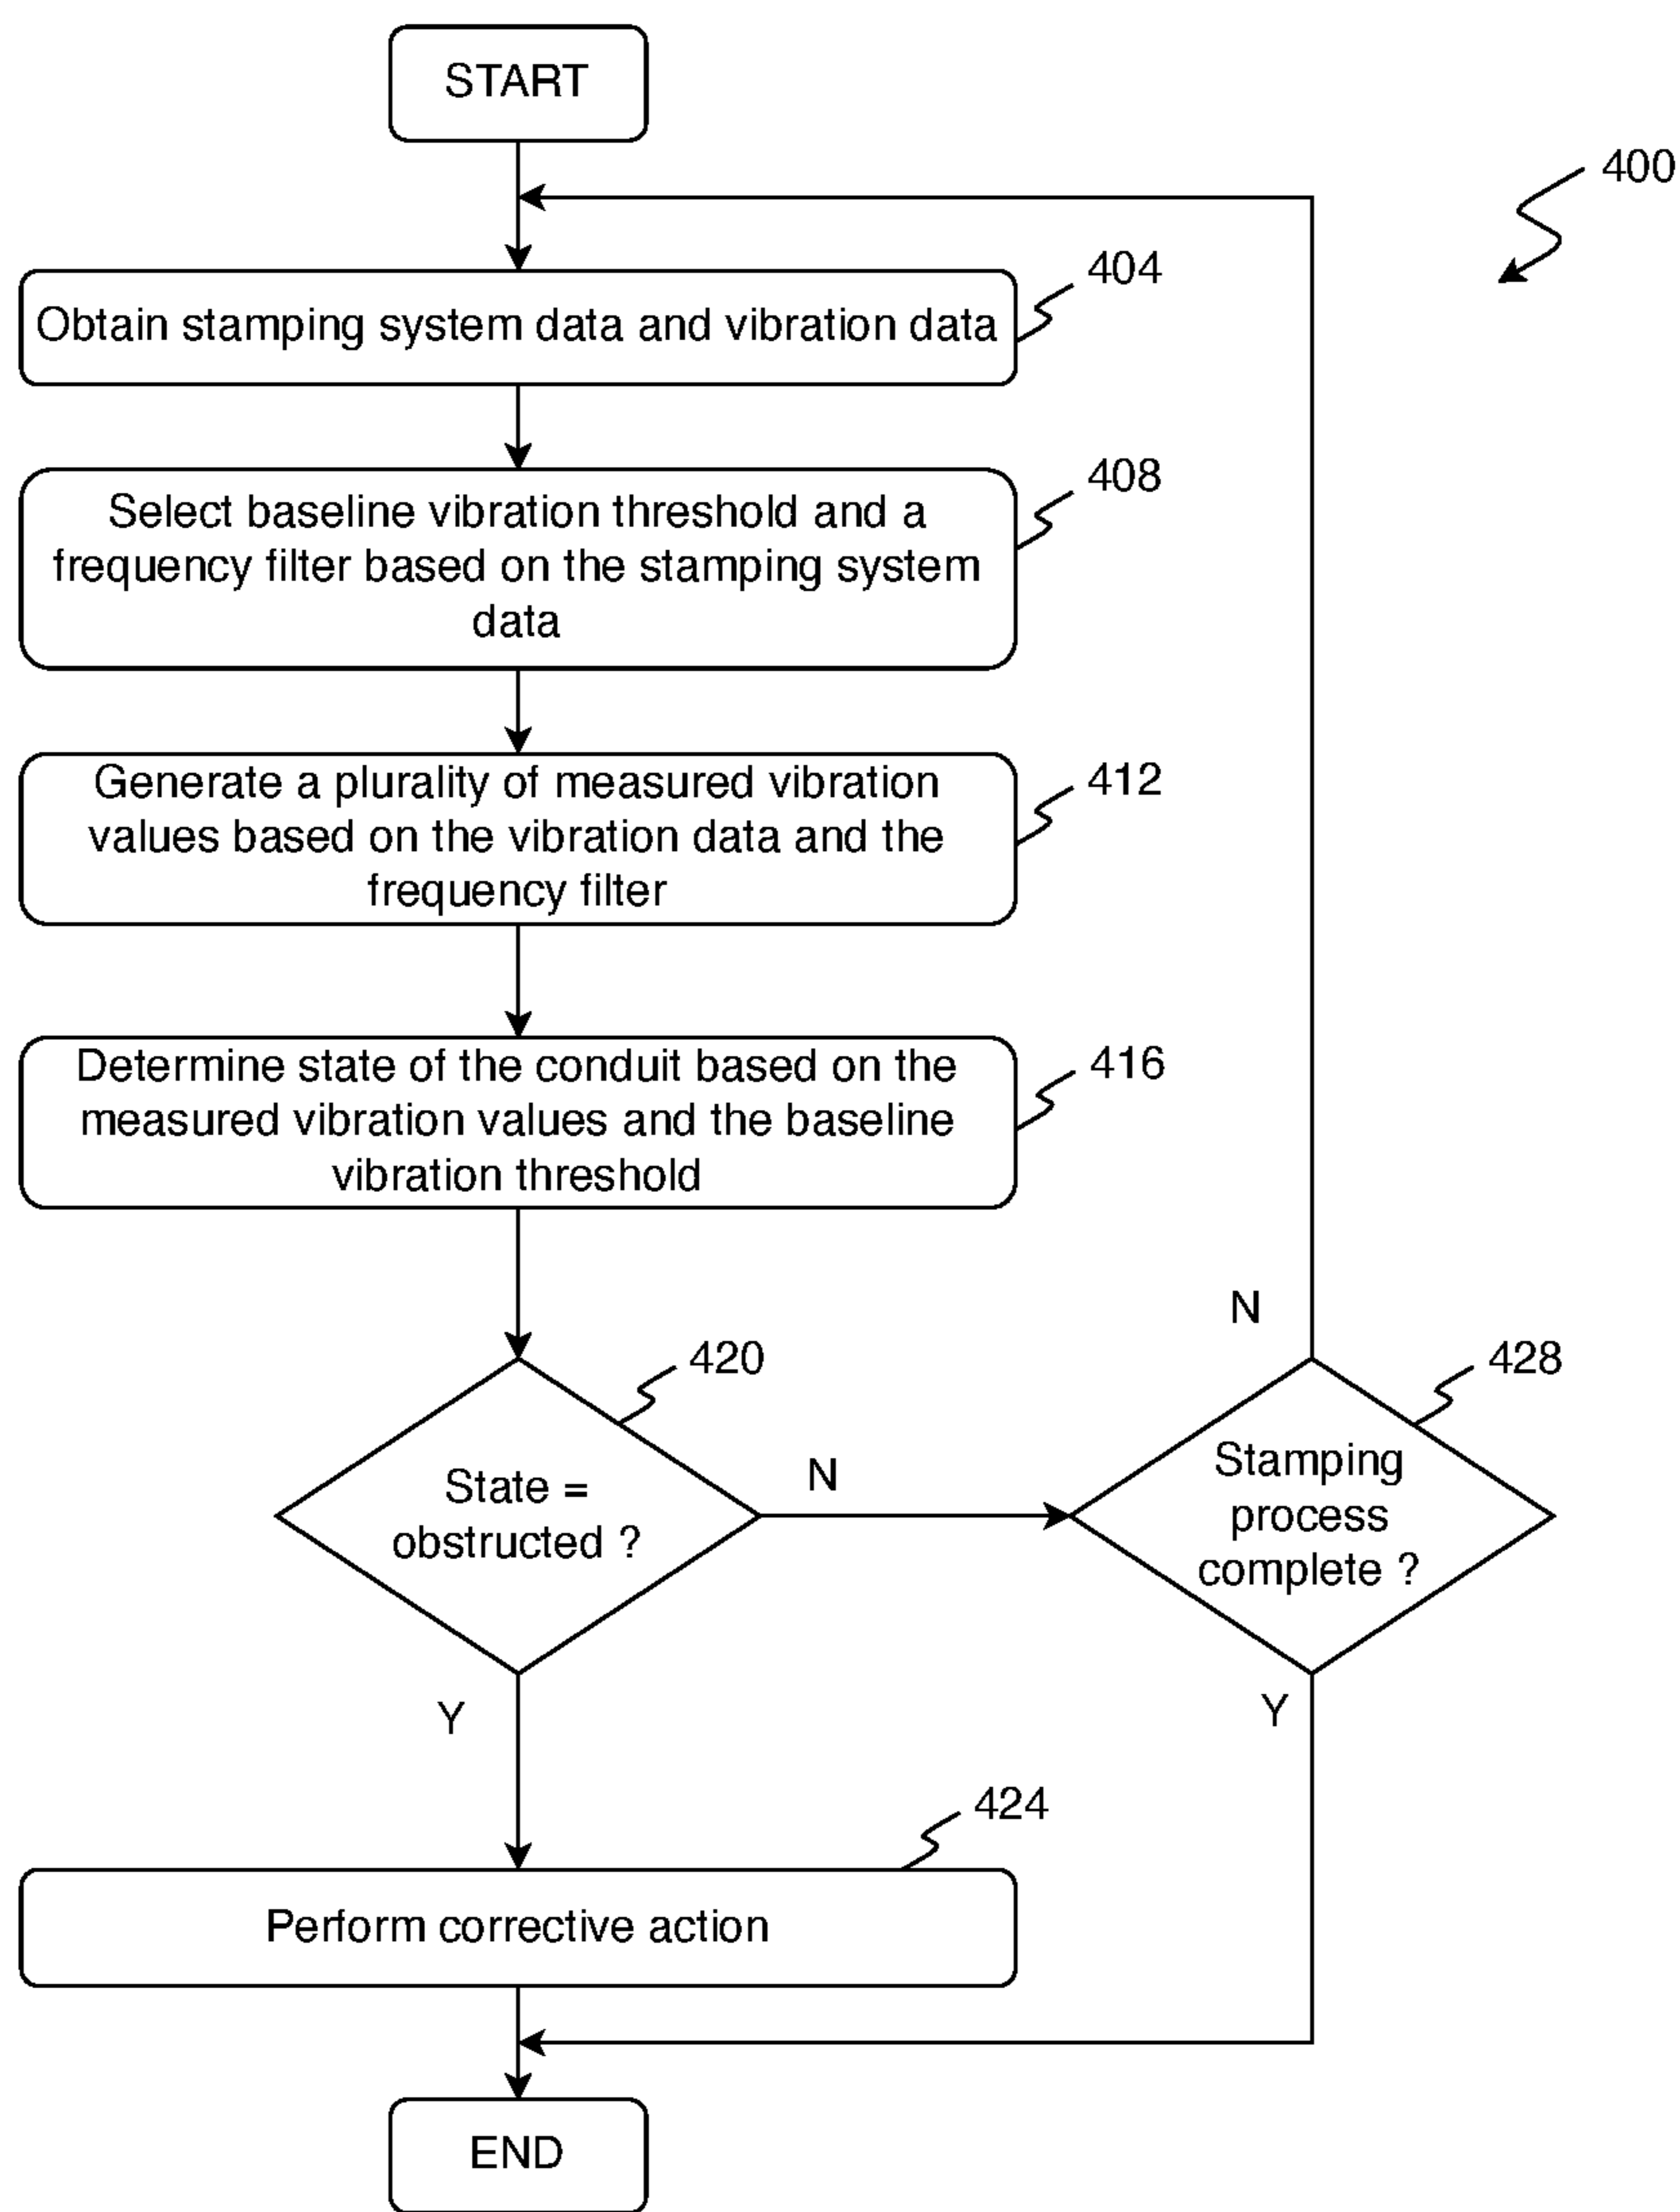 START
400
404
Obtain stamping system data and vibration data
408
Select baseline vibration threshold and a
frequency filter based on the stamping system
data
412
Generate a plurality of measured vibration
values based on the vibration data and the
frequency filter
416
Determine state of the conduit based on the
measured vibration values and the baseline
vibration threshold
N
420
428
State =
obstructed ?
N
Stamping
process
complete ?
Y
Y
424
Perform corrective action
END